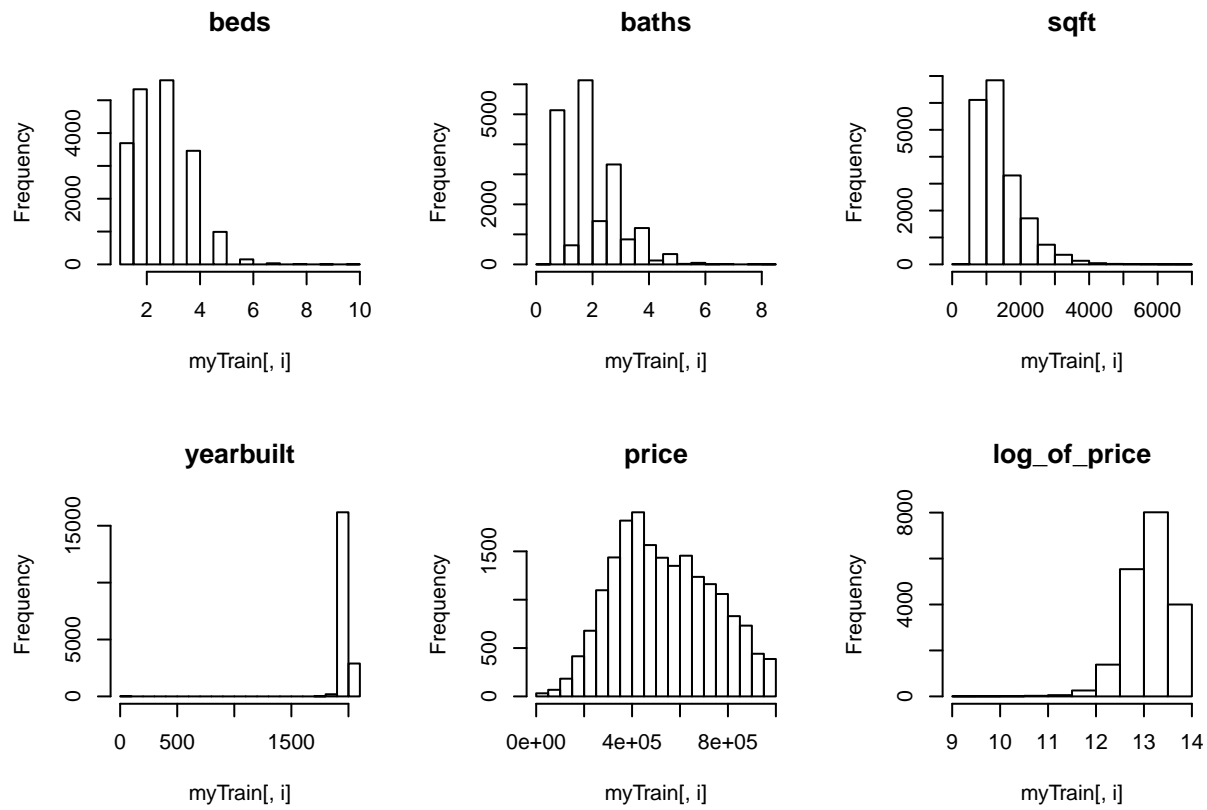 beds
Frequency
0
2000
4000
2 4 6 8 10
myTrain[, i]
baths
Frequency
0
2000
5000
0 2 4 6 8
myTrain[, i]
sqft
Frequency
0
2000
5000
0 2000 4000 6000
myTrain[, i]
yearbuilt
Frequency
0
5000
15000
0 500 1500
myTrain[, i]
price
Frequency
0
500
1500
0e+00 4e+05 8e+05
myTrain[, i]
log_of_price
Frequency
0
4000
8000
9 10 11 12 13 14
myTrain[, i]